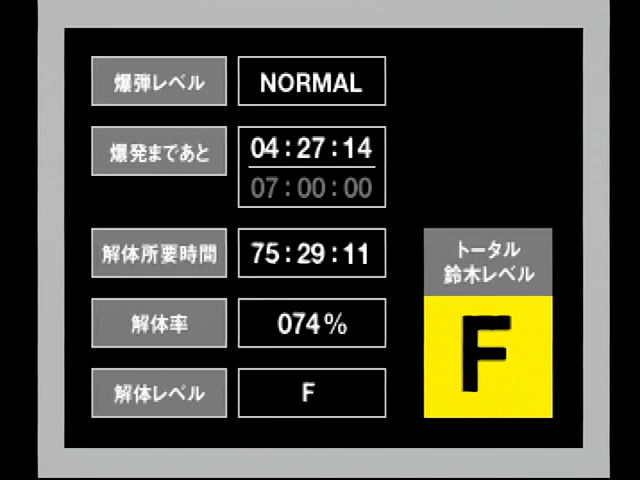 爆弾レベル
NORMAL
爆発まであと
04:27:14
07:00:00
解体所要時間
75:29:11
解体率
074%
解体レベル
F
トータル
鈴木レベル
F